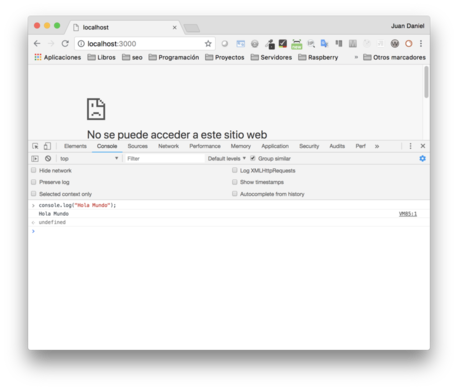 localhost
Juan Daniel
localhost:3000
Aplicaciones Libros seo Programación Proyectos Servidores Raspberry » Otros marcadores
No se puede acceder a este sitio web
Elements Console Sources Network Performance Memory Application Security Audits Perf »
top Filter Default levels Group similar
Hide network Log XMLHttpRequests
Preserve log Show timestamps
Selected context only Autocomplete from history
> console.log("Hola Mundo");
Hola Mundo VM85:1
< undefined
>